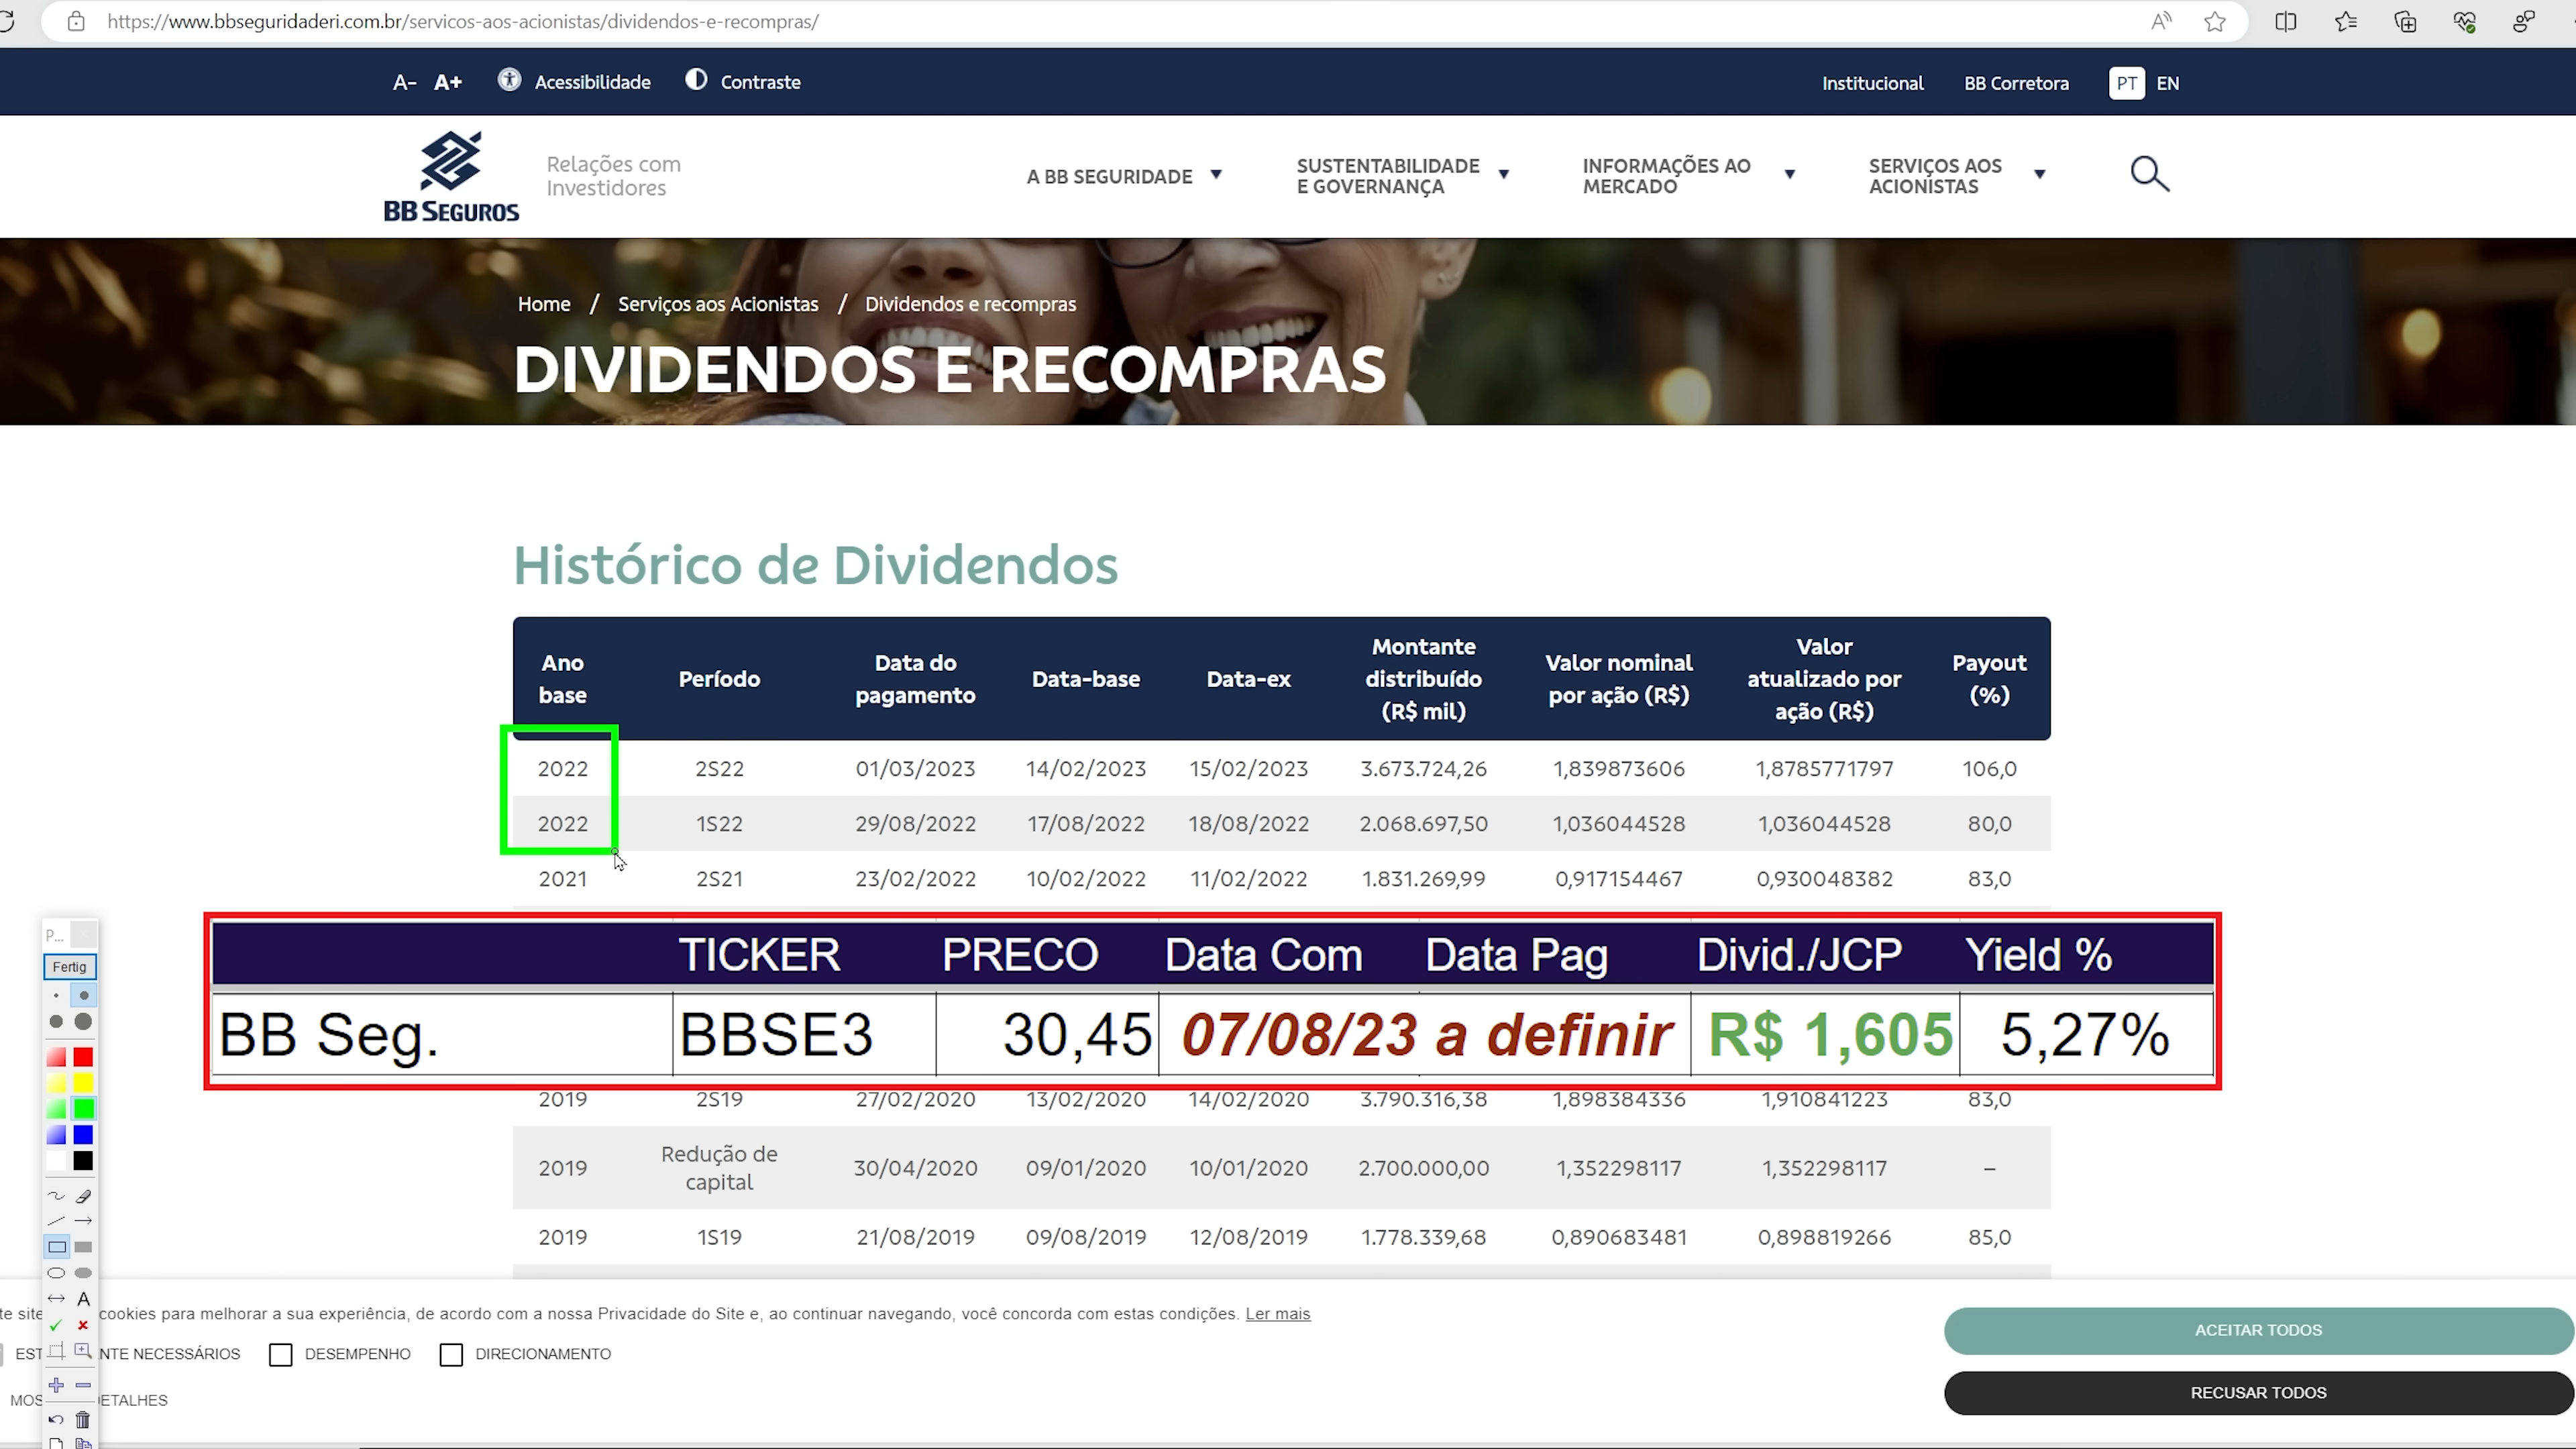 https://www.bbseguridaderi.com.br/servicos-aos-acionistas/dividendos-e-recompras/
A- A+ Acessibilidade Contraste Institucional BB Corretora PT EN
BB SEGUROS
Relações com
Investidores
A BB SEGURIDADE
SUSTENTABILIDADE
E GOVERNANÇA
INFORMAÇÕES AO
MERCADO
SERVIÇOS AOS
ACIONISTAS
Home / Serviços aos Acionistas / Dividendos e recompras
DIVIDENDOS E RECOMPRAS
Histórico de Dividendos
Ano
base
Período
Data do
pagamento
Data-base
Data-ex
Montante
distribuído
(R$ mil)
Valor nominal
por ação (R$)
Valor
atualizado por
ação (R$)
Payout
(%)
2022 2S22 01/03/2023 14/02/2023 15/02/2023 3.673.724,26 1,839873606 1,8785771797 106,0
2022 1S22 29/08/2022 17/08/2022 18/08/2022 2.068.697,50 1,036044528 1,036044528 80,0
2021 2S21 23/02/2022 10/02/2022 11/02/2022 1.831.269,99 0,917154467 0,930048382 83,0
TICKER PRECO Data Com Data Pag Divid./JCP Yield %
BB Seg. BBSE3 30,45 07/08/23 a definir R$ 1,605 5,27%
2019 2S19 27/02/2020 13/02/2020 14/02/2020 3.790.316,38 1,898384336 1,910841223 83,0
2019 Redução de
capital 30/04/2020 09/01/2020 10/01/2020 2.700.000,00 1,352298117 1,352298117 –
2019 1S19 21/08/2019 09/08/2019 12/08/2019 1.778.339,68 0,890683481 0,898819266 85,0
P...
Fertig
A
te site cookies para melhorar a sua experiência, de acordo com a nossa Privacidade do Site e, ao continuar navegando, você concorda com estas condições. Ler mais
EST NTE NECESSÁRIOS DESEMPENHO DIRECIONAMENTO
MOS DETALHES
ACEITAR TODOS
RECUSAR TODOS